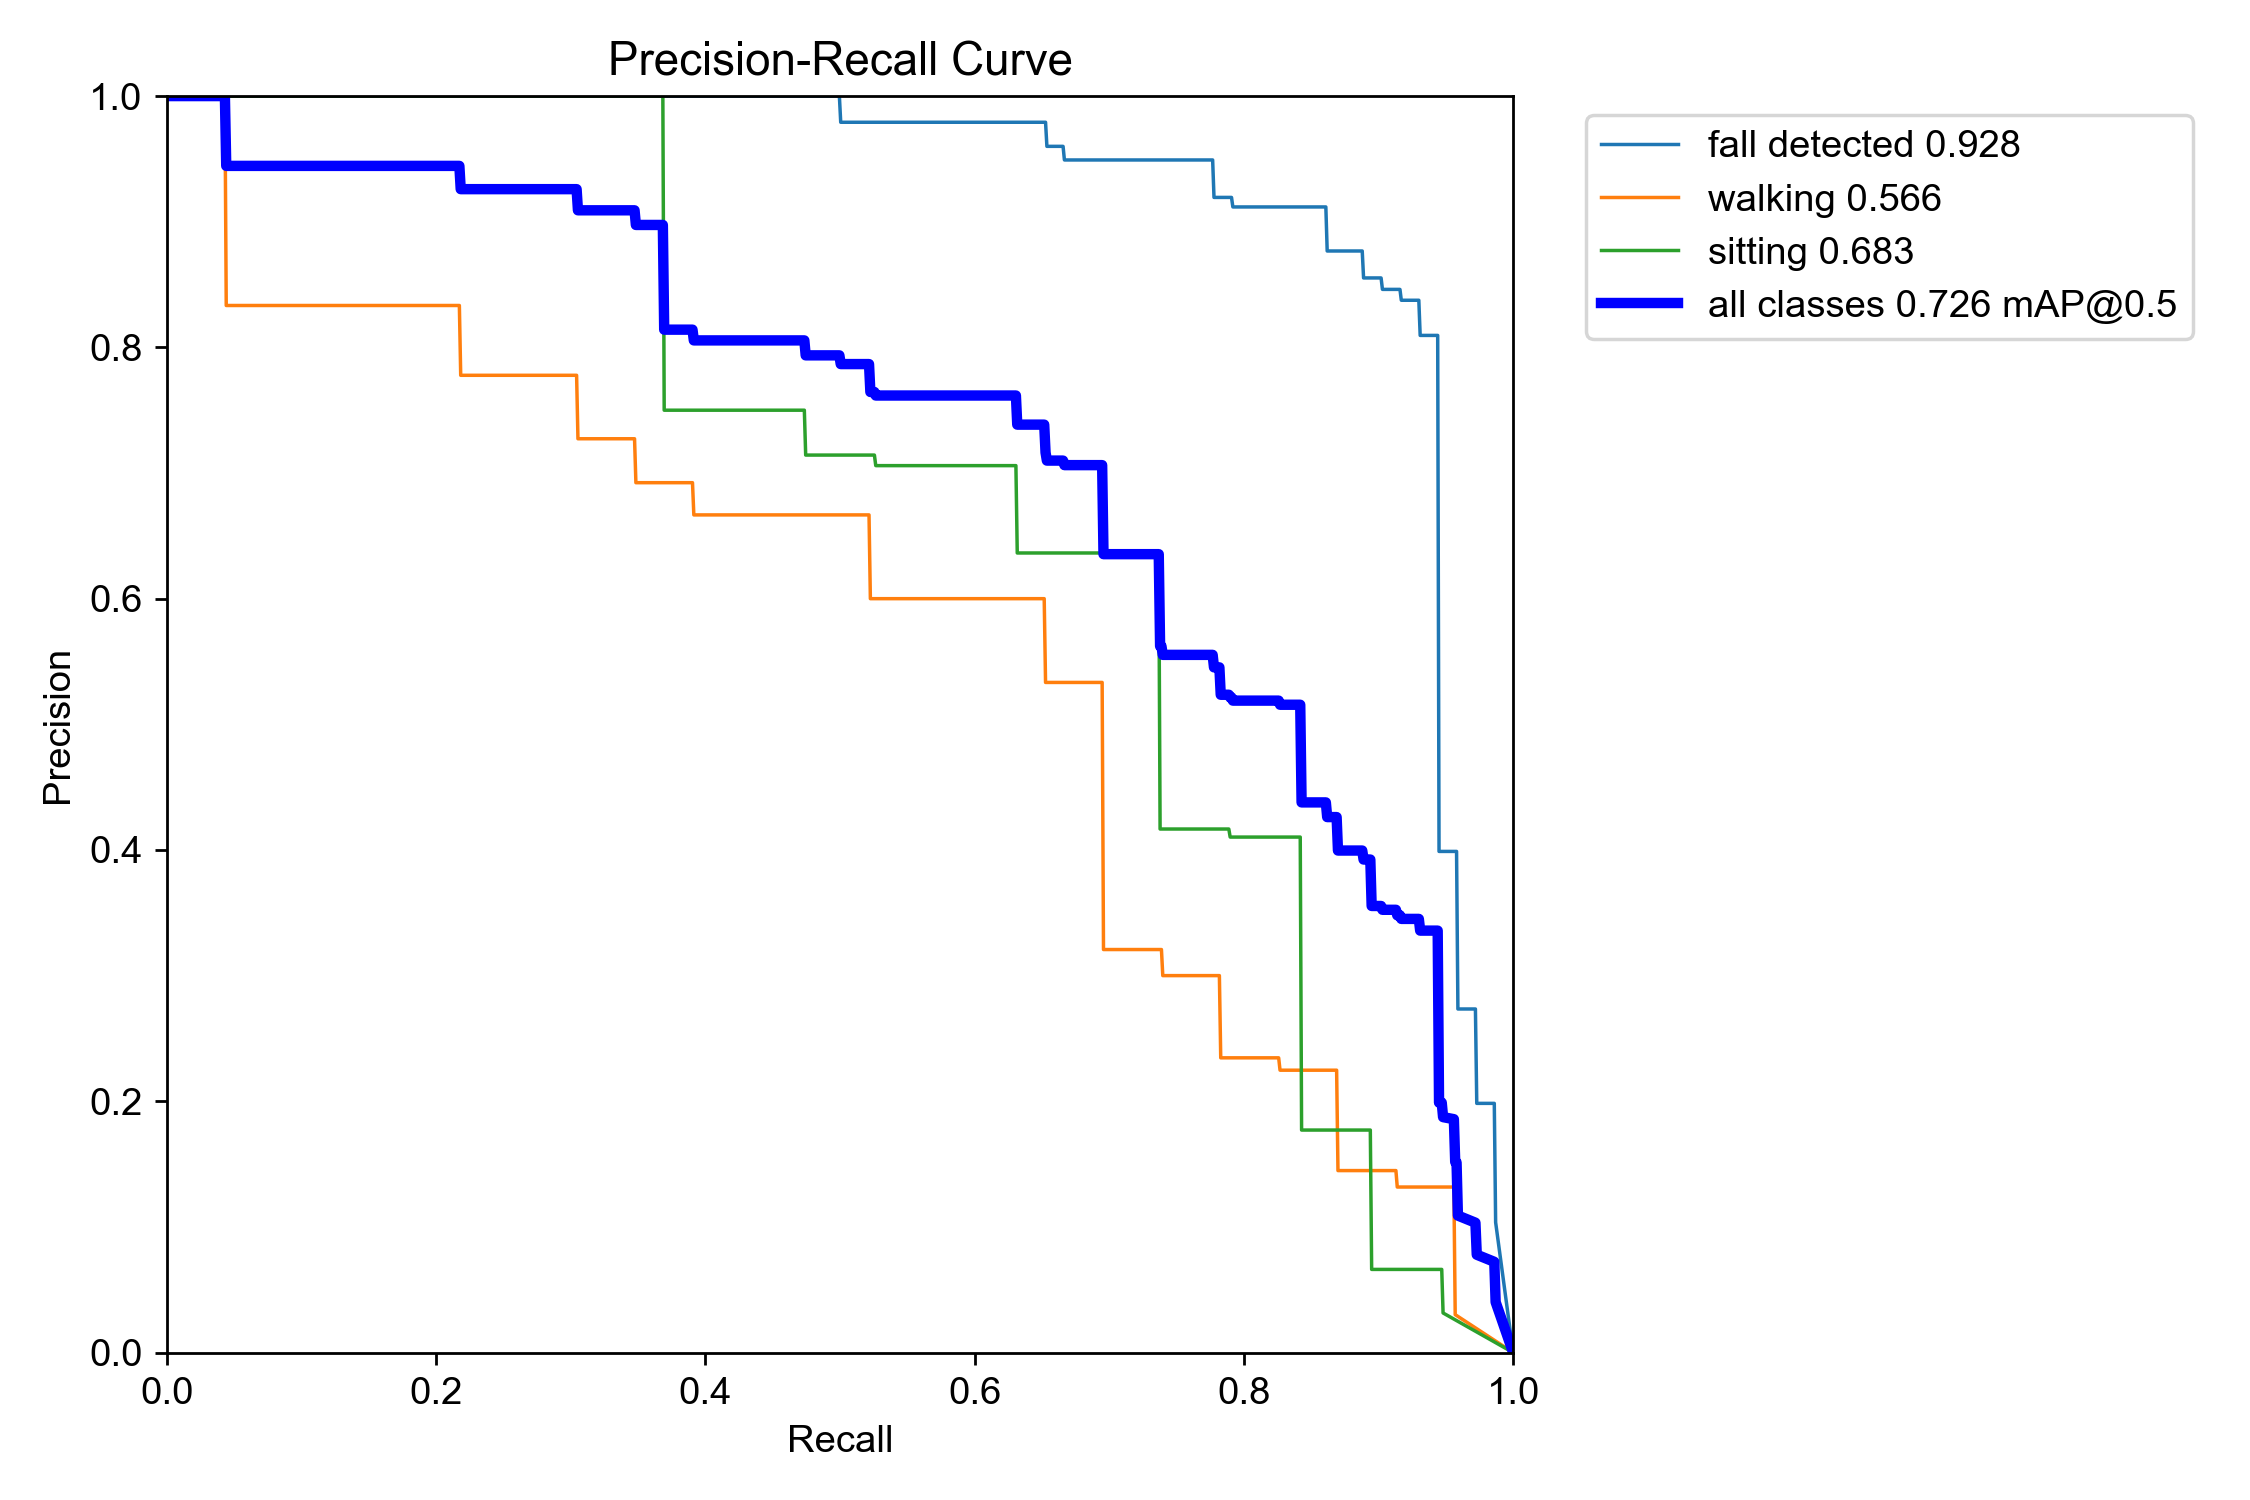 Precision-Recall Curve
1.0
0.8
0.6
0.4
0.2
0.0
Precision
0.0 0.2 0.4 0.6 0.8 1.0
Recall
fall detected 0.928
walking 0.566
sitting 0.683
all classes 0.726 mAP@0.5